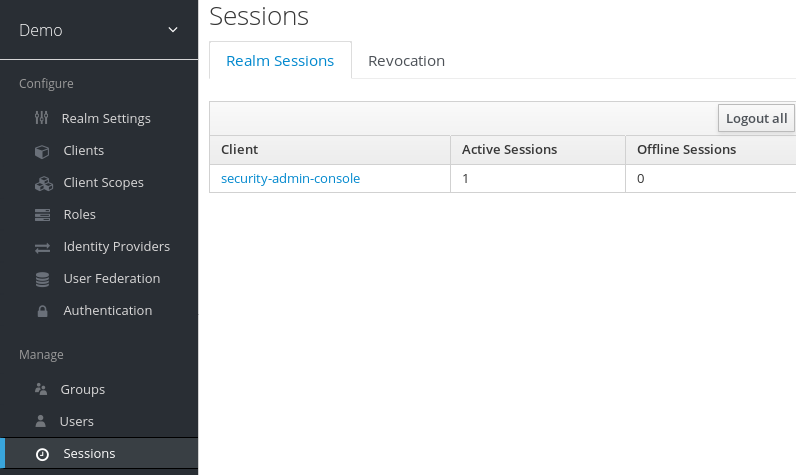 Demo
Configure
Realm Settings
Clients
Client Scopes
Roles
Identity Providers
User Federation
Authentication
Manage
Groups
Users
Sessions
Sessions
Realm Sessions Revocation
Logout all
Client Active Sessions Offline Sessions
security-admin-console 1 0